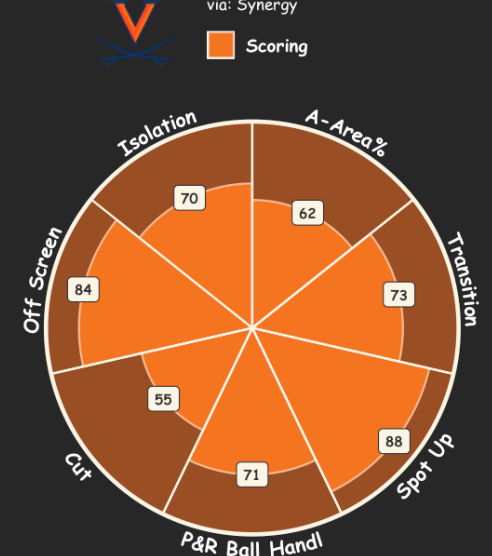 via: Synergy
Scoring
Isolation
A-Area%
70
62
Off Screen
84
73
Transition
55
88
Cut
71
Spot Up
P&R Ball Handl